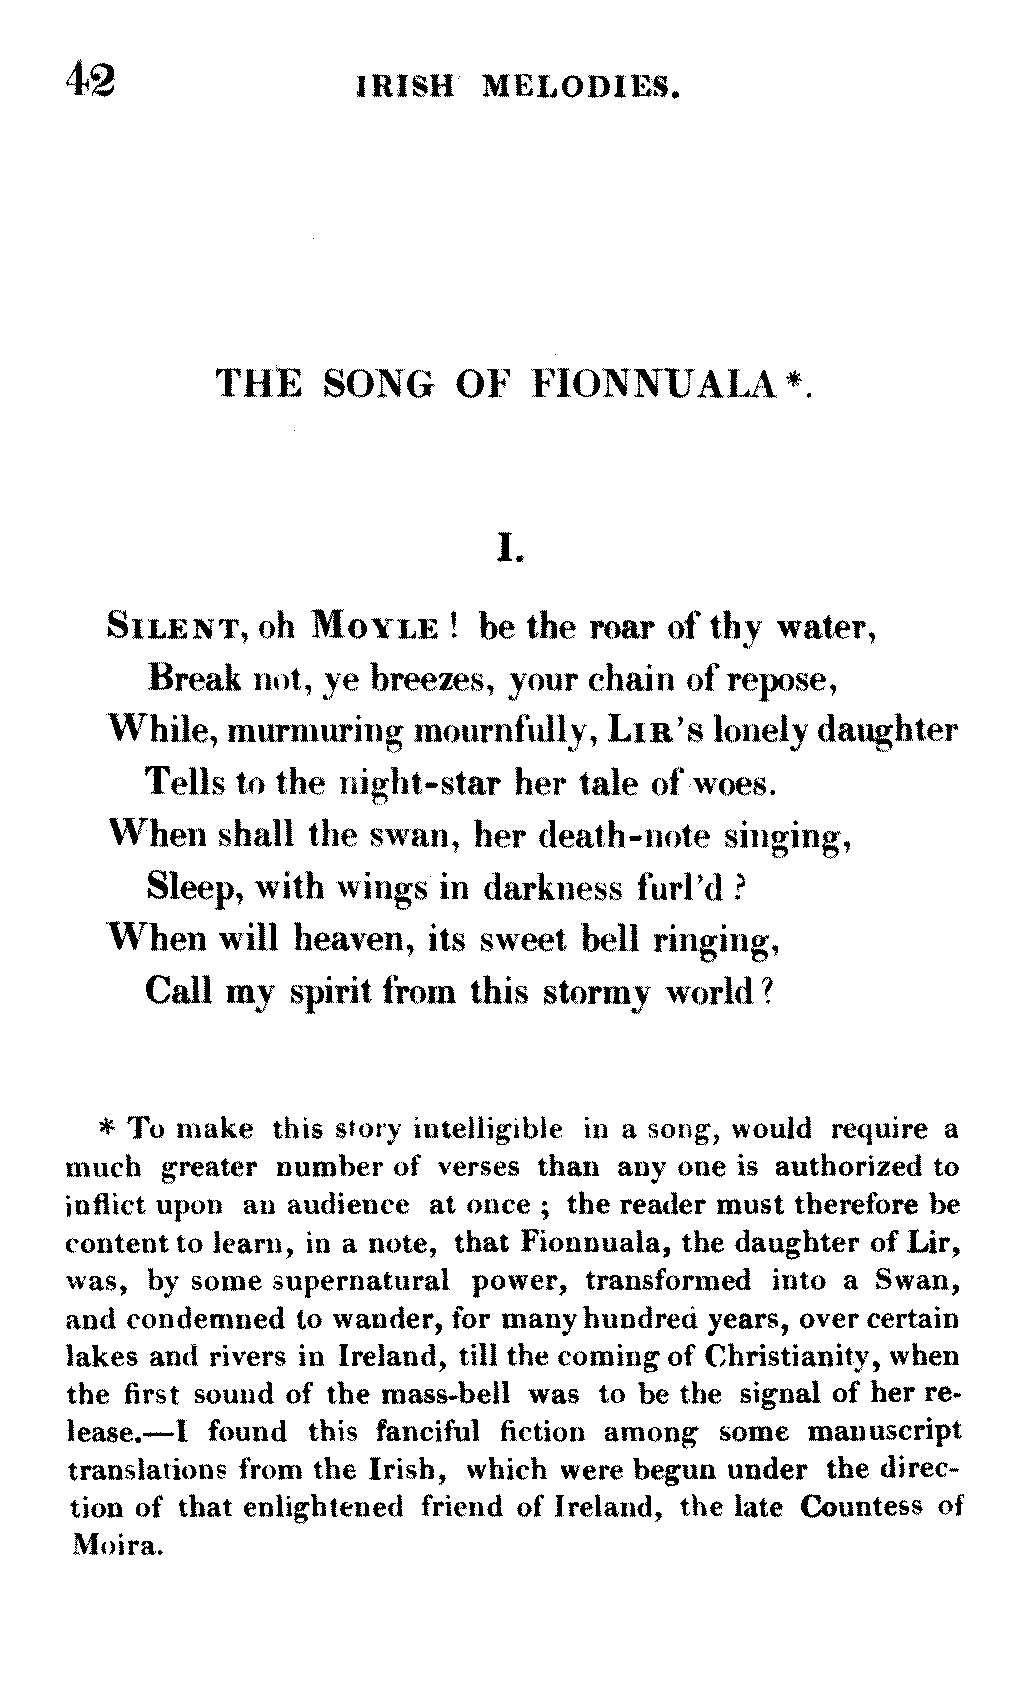 42 IRISH MELODIES.
THE SONG OF FIONNUALA *.
I.
SILENT, oh MOYLE ! be the roar of thy water,
Break not, ye breezes, your chain of repose,
While, murmuring mournfully, LIR's lonely daughter
Tells to the night-star her tale of woes.
When shall the swan, her death-note singing,
Sleep, with wings in darkness furl'd ?
When will heaven, its sweet bell ringing,
Call my spirit from this stormy world ?
* To make this story intelligible in a song, would require a
much greater number of verses than any one is authorized to
inflict upon an audience at once ; the reader must therefore be
content to learn, in a note, that Fionnuala, the daughter of Lir,
was, by some supernatural power, transformed into a Swan,
and condemned to wander, for many hundred years, over certain
lakes and rivers in Ireland, till the coming of Christianity, when
the first sound of the mass-bell was to be the signal of her re-
lease.—I found this fanciful fiction among some manuscript
translations from the Irish, which were begun under the direc-
tion of that enlightened friend of Ireland, the late Countess of
Moira.